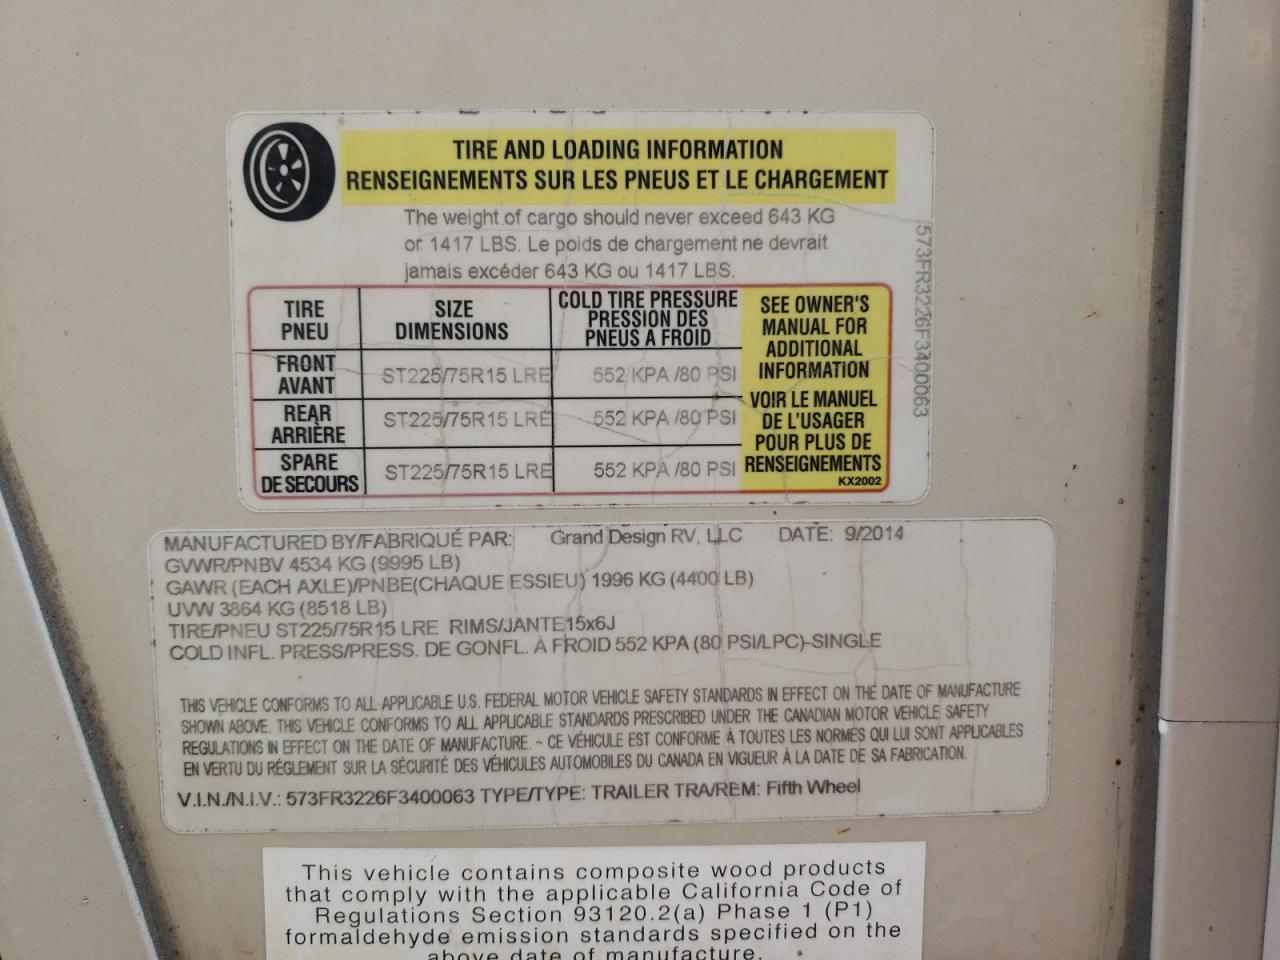 TIRE AND LOADING INFORMATION
RENSEIGNEMENTS SUR LES PNEUS ET LE CHARGEMENT
The weight of cargo should never exceed 643 KG
or 1417 LBS. Le poids de chargement ne devrait
jamais excéder 643 KG ou 1417 LBS.
TIRE PNEU SIZE DIMENSIONS COLD TIRE PRESSURE PRESSION DES PNEUS A FROID
FRONT AVANT ST225/75R15 LRE 552 KPA /80 PSI
REAR ARRIÈRE ST225/75R15 LRE 552 KPA /80 PSI
SPARE DE SECOURS ST225/75R15 LRE 552 KPA /80 PSI
SEE OWNER'S
MANUAL FOR
ADDITIONAL
INFORMATION
VOIR LE MANUEL
DE L'USAGER
POUR PLUS DE
RENSEIGNEMENTS
KX2002
573FR3226F3400063
MANUFACTURED BY/FABRIQUÉ PAR: Grand Design RV, LLC DATE: 9/2014
GVWR/PNBV 4534 KG (9995 LB)
GAWR (EACH AXLE)/PNBE(CHAQUE ESSIEU) 1996 KG (4400 LB)
UVW 3864 KG (8518 LB)
TIRE/PNEU ST225/75R15 LRE RIMS/JANTE15x6J
COLD INFL. PRESS/PRESS. DE GONFL. À FROID 552 KPA (80 PSI/LPC)-SINGLE
THIS VEHICLE CONFORMS TO ALL APPLICABLE U.S. FEDERAL MOTOR VEHICLE SAFETY STANDARDS IN EFFECT ON THE DATE OF MANUFACTURE
SHOWN ABOVE. THIS VEHICLE CONFORMS TO ALL APPLICABLE STANDARDS PRESCRIBED UNDER THE CANADIAN MOTOR VEHICLE SAFETY
REGULATIONS IN EFFECT ON THE DATE OF MANUFACTURE. ~ CE VÉHICULE EST CONFORME À TOUTES LES NORMES QUI LUI SONT APPLICABLES
EN VERTU DU RÉGLEMENT SUR LA SÉCURITÉ DES VÉHICULES AUTOMOBILES DU CANADA EN VIGUEUR À LA DATE DE SA FABRICATION.
V.I.N./N.I.V.: 573FR3226F3400063 TYPE/TYPE: TRAILER TRA/REM: Fifth Wheel
This vehicle contains composite wood products
that comply with the applicable California Code of
Regulations Section 93120.2(a) Phase 1 (P1)
formaldehyde emission standards specified on the
above date of manufacture.